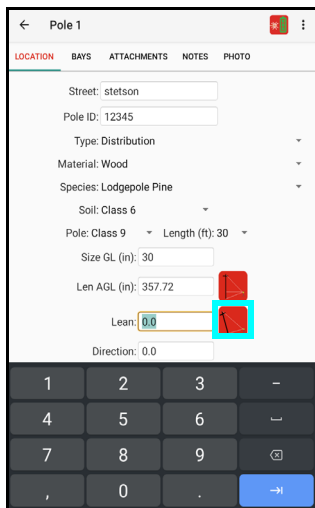 Pole 1
LOCATION BAYS ATTACHMENTS NOTES PHOTO
Street: stetson
Pole ID: 12345
Type: Distribution
Material: Wood
Species: Lodgepole Pine
Soil: Class 6
Pole: Class 9 Length (ft): 30
Size GL (in): 30
Len AGL (in): 357.72
Lean: 0.0
Direction: 0.0
1 2 3 -
4 5 6
7 8 9
, 0 .